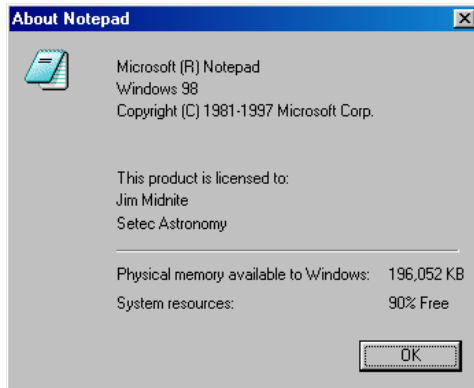 About Notepad
Microsoft (R) Notepad
Windows 98
Copyright (C) 1981-1997 Microsoft Corp.
This product is licensed to:
Jim Midnite
Setec Astronomy
Physical memory available to Windows: 196,052 KB
System resources: 90% Free
OK